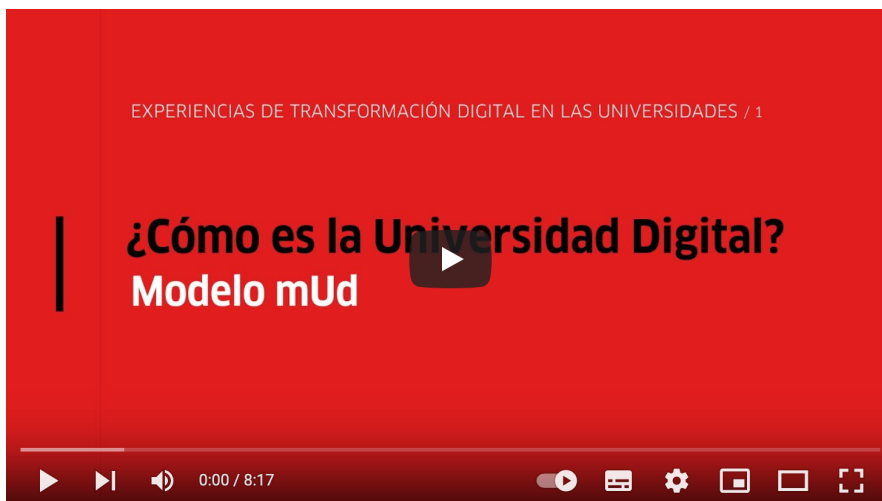 EXPERIENCIAS DE TRANSFORMACIÓN DIGITAL EN LAS UNIVERSIDADES / 1
¿Cómo es la Universidad Digital?
Modelo mUd
0:00 / 8:17